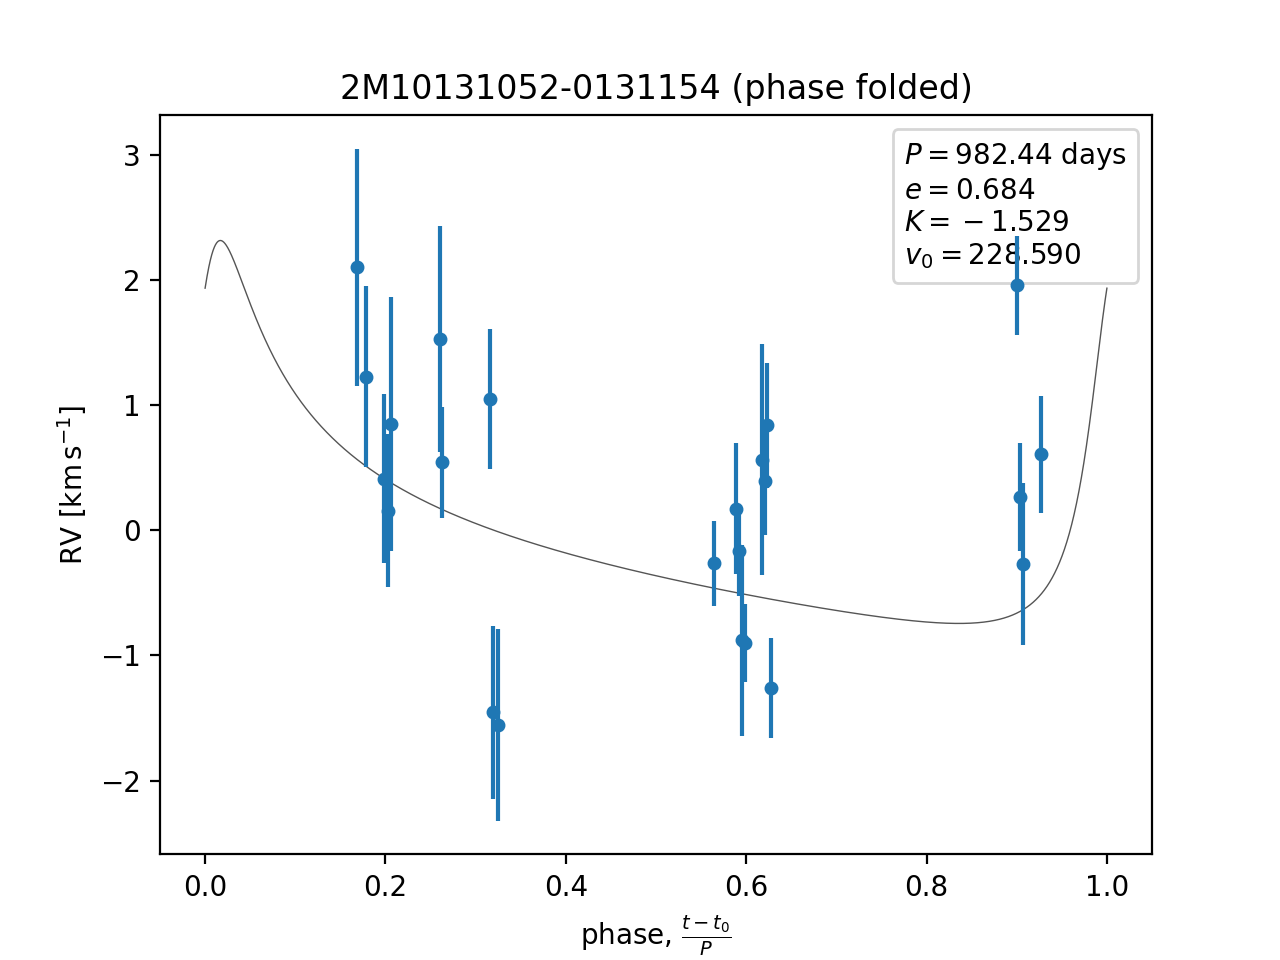 2M10131052-0131154 (phase folded)
P = 982.44 days
e = 0.684
K = −1.529
v₀ = 228.590
3
2
1
0
−1
−2
RV [km s⁻¹]
0.0 0.2 0.4 0.6 0.8 1.0
phase, (t − t₀)/P